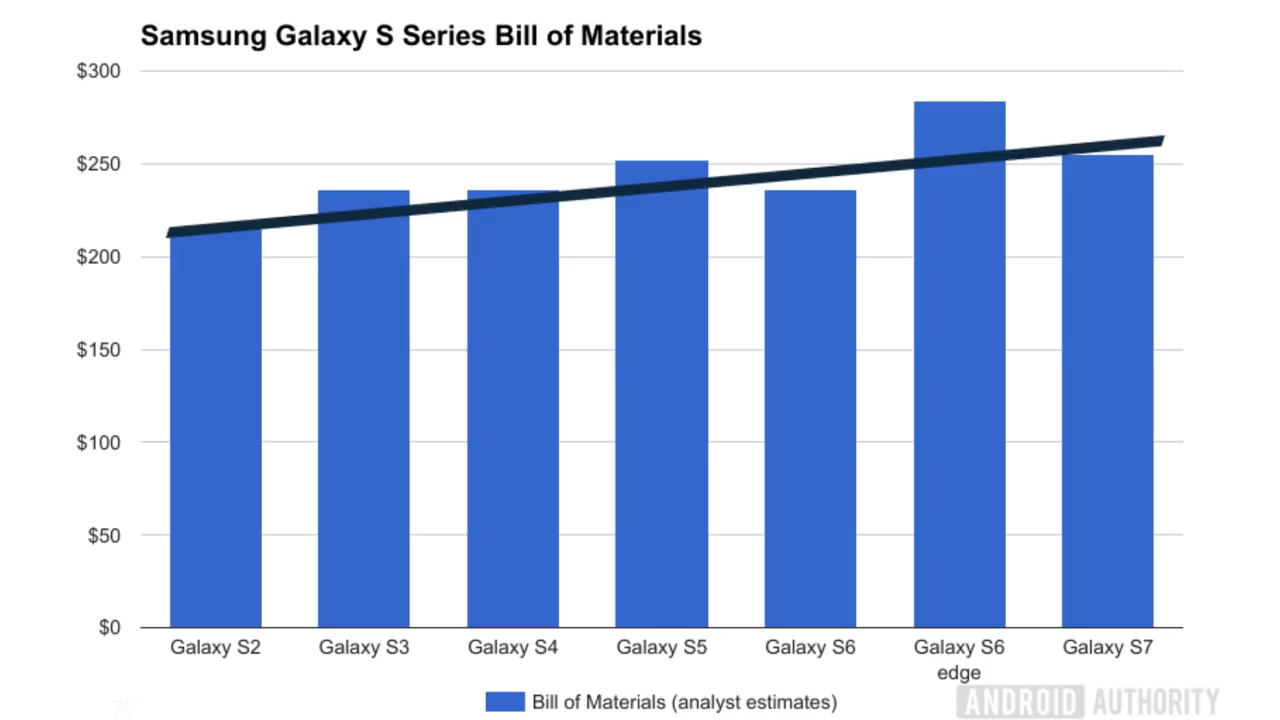 Samsung Galaxy S Series Bill of Materials
$300
$250
$200
$150
$100
$50
$0
Galaxy S2 Galaxy S3 Galaxy S4 Galaxy S5 Galaxy S6 Galaxy S6 edge Galaxy S7
Bill of Materials (analyst estimates)
ANDROID AUTHORITY